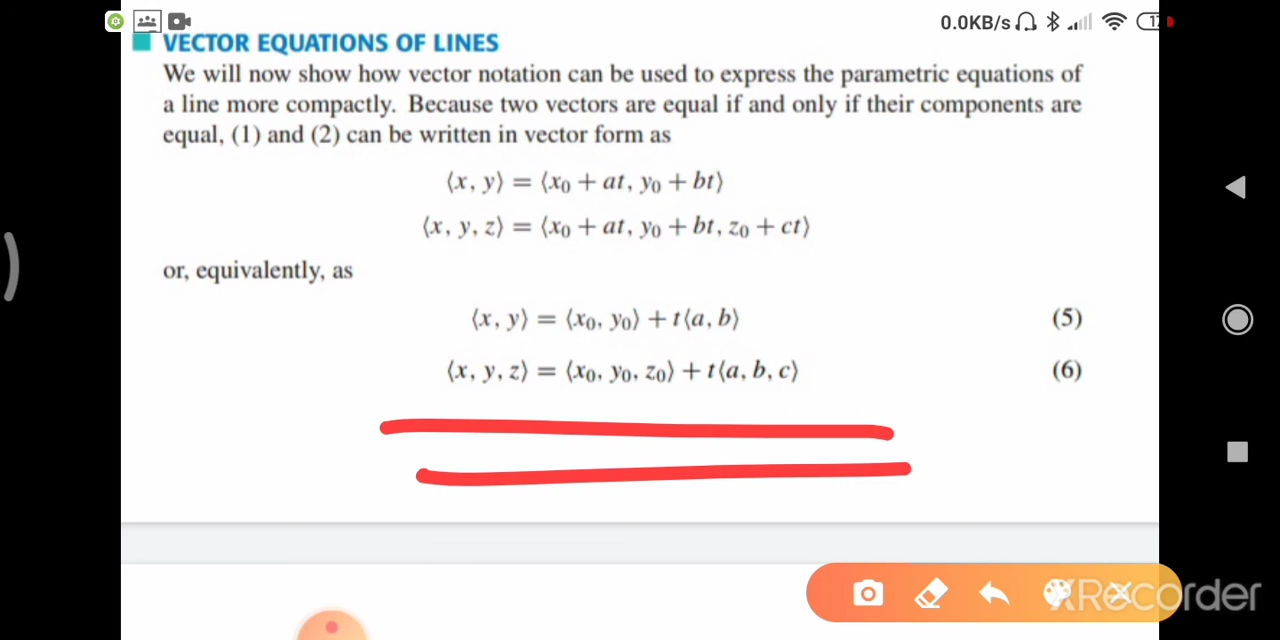 0.0KB/s 17
VECTOR EQUATIONS OF LINES
We will now show how vector notation can be used to express the parametric equations of
a line more compactly. Because two vectors are equal if and only if their components are
equal, (1) and (2) can be written in vector form as
⟨x, y⟩ = ⟨x₀ + at, y₀ + bt⟩
⟨x, y, z⟩ = ⟨x₀ + at, y₀ + bt, z₀ + ct⟩
or, equivalently, as
⟨x, y⟩ = ⟨x₀, y₀⟩ + t⟨a, b⟩ (5)
⟨x, y, z⟩ = ⟨x₀, y₀, z₀⟩ + t⟨a, b, c⟩ (6)
XRecorder